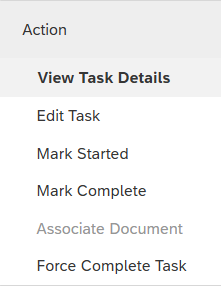 Action
View Task Details
Edit Task
Mark Started
Mark Complete
Associate Document
Force Complete Task